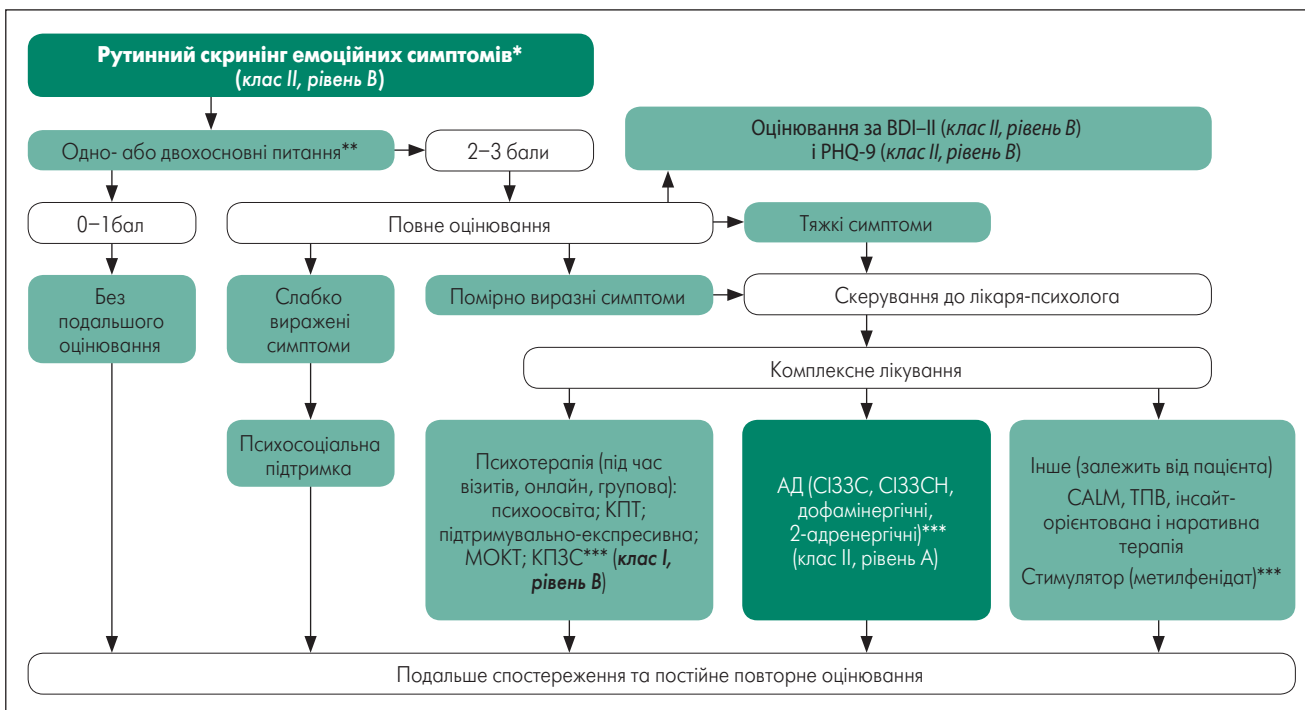 Рутинний скринінг емоційних симптомів*
(клас II, рівень B)
Оцінювання за BDI–II (клас II, рівень B)
і PHQ-9 (клас II, рівень B)
Одно- або двохосновні питання**
2–3 бали
0–1бал
Повне оцінювання
Тяжкі симптоми
Без
подальшого
оцінювання
Слабко
виражені
симптоми
Помірно виразні симптоми
Скерування до лікаря-психолога
Комплексне лікування
Психосоціальна
підтримка
Психотерапія (під час
візитів, онлайн, групова):
психоосвіта; КПТ;
підтримувально-експресивна;
МОКТ; КПЗС*** (клас I,
рівень B)
АД (СІЗЗС, СІЗЗСН,
дофамінергічні,
2-адренергічні)***
(клас II, рівень A)
Інше (залежить від пацієнта)
CALM, ТПВ, інсайт-
орієнтована і наративна
терапія
Стимулятор (метилфенідат)***
Подальше спостереження та постійне повторне оцінювання